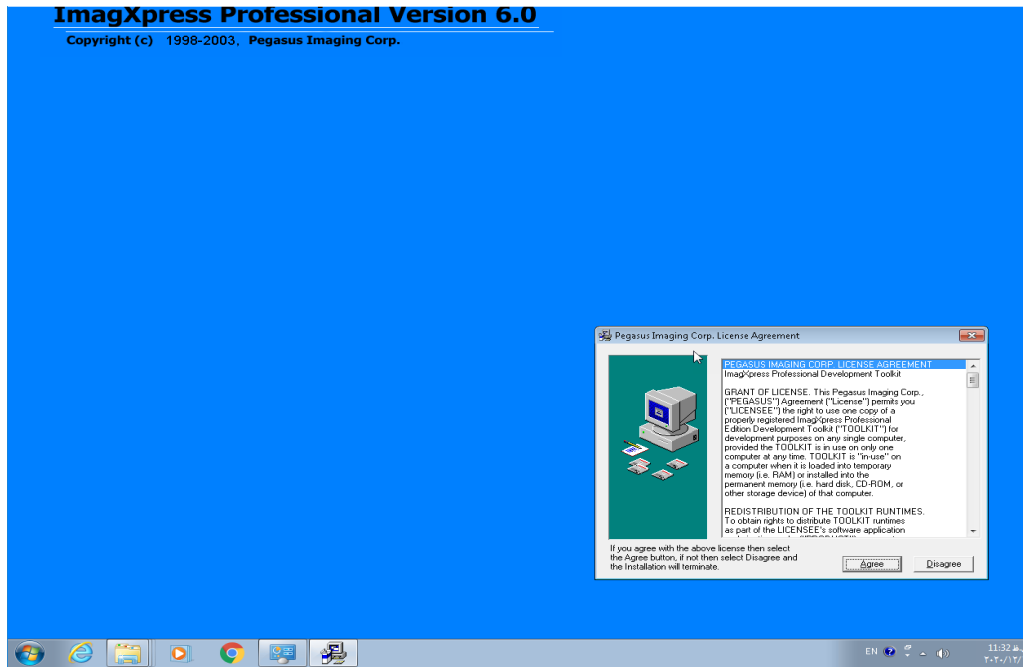 ImagXpress Professional Version 6.0
Copyright (c) 1998-2003, Pegasus Imaging Corp.
Pegasus Imaging Corp. License Agreement
PEGASUS IMAGING CORP. LICENSE AGREEMENT
ImagXpress Professional Development Toolkit
GRANT OF LICENSE. This Pegasus Imaging Corp.,
("PEGASUS") Agreement ("License") permits you
("LICENSEE") the right to use one copy of a
properly registered ImagXpress Professional
Edition Development Toolkit ("TOOLKIT") for
development purposes on any single computer,
provided the TOOLKIT is in use on only one
computer at any time. TOOLKIT is "in-use" on
a computer when it is loaded into temporary
memory (i.e. RAM) or installed into the
permanent memory (i.e. hard disk, CD-ROM, or
other storage device) of that computer.
REDISTRIBUTION OF THE TOOLKIT RUNTIMES.
To obtain rights to distribute TOOLKIT runtimes
as part of the LICENSEE's software application
If you agree with the above license then select
the Agree button, if not then select Disagree and
the Installation will terminate.
Agree
Disagree
EN
11:32
٢٠٢٠/١٢/